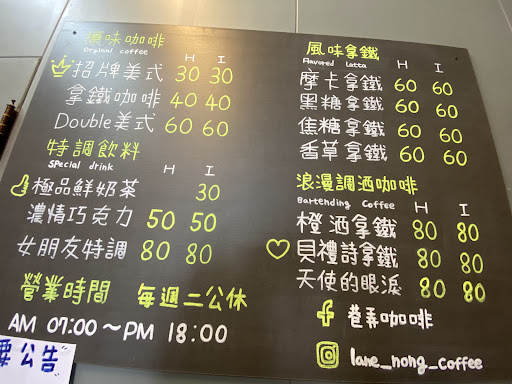 原味咖啡
Orginal coffee
H I
招牌美式 30 30
拿鐵咖啡 40 40
Double美式 60 60
特調飲料
Special drink
H I
極品鮮奶茶 30
濃情巧克力 50 50
女朋友特調 80 80
營業時間 每週二公休
AM 07:00～PM 18:00
公告
風味拿鐵
Flavored latta
H I
摩卡拿鐵 60 60
黑糖拿鐵 60 60
焦糖拿鐵 60 60
香草拿鐵 60 60
浪漫調酒咖啡
Bartending Coffee
H I
橙酒拿鐵 80 80
貝禮詩拿鐵 80 80
天使的眼淚 80 80
巷弄咖啡
lane_nong_coffee